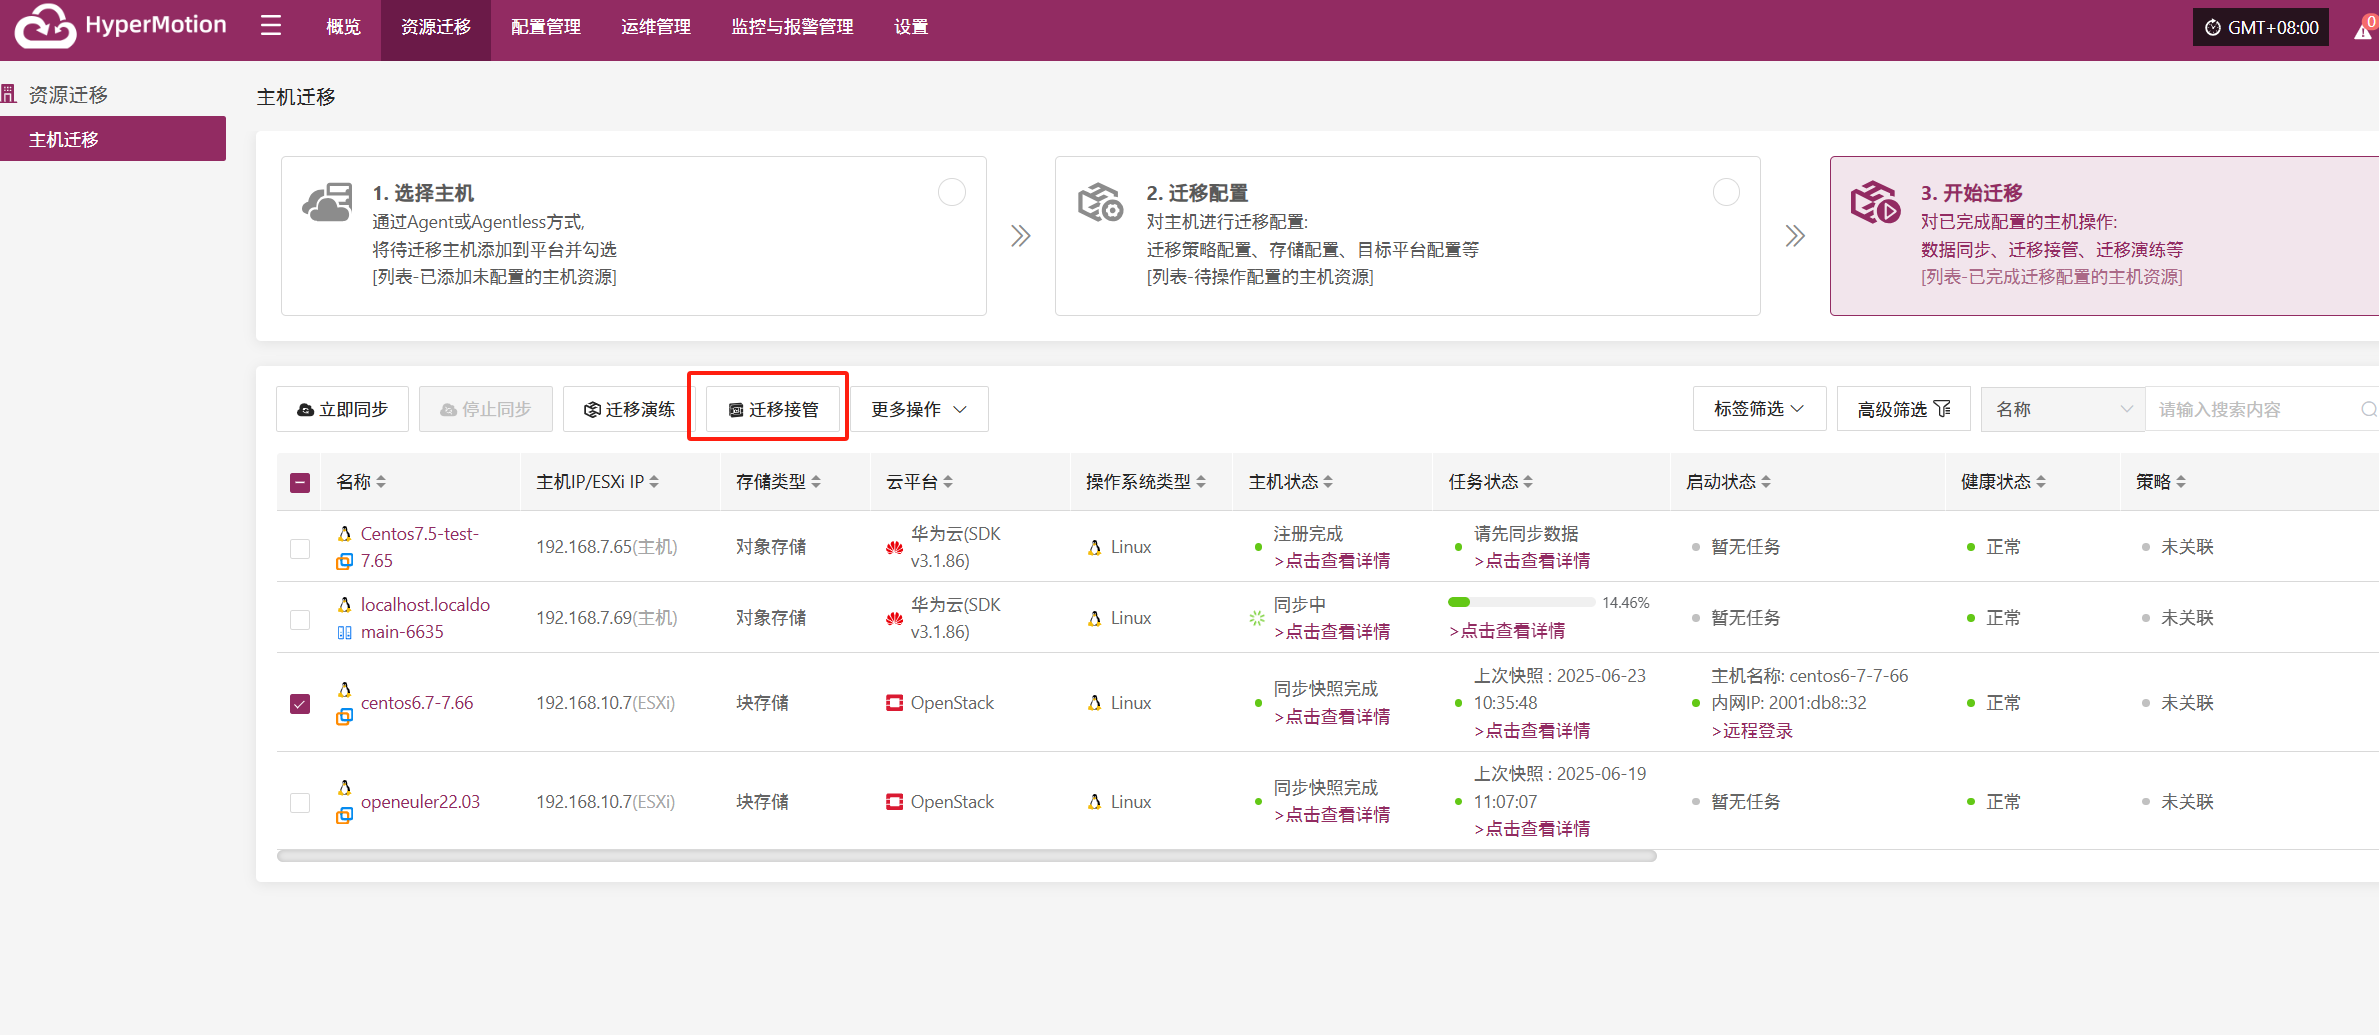 HyperMotion
概览
资源迁移
配置管理
运维管理
监控与报警管理
设置
GMT+08:00
0
资源迁移
主机迁移
主机迁移
1. 选择主机
通过Agent或Agentless方式,
将待迁移主机添加到平台并勾选
[列表-已添加未配置的主机资源]
2. 迁移配置
对主机进行迁移配置:
迁移策略配置、存储配置、目标平台配置等
[列表-待操作配置的主机资源]
3. 开始迁移
对已完成配置的主机操作:
数据同步、迁移接管、迁移演练等
[列表-已完成迁移配置的主机资源]
立即同步
停止同步
迁移演练
迁移接管
更多操作
标签筛选
高级筛选
名称
请输入搜索内容
名称
主机IP/ESXi IP
存储类型
云平台
操作系统类型
主机状态
任务状态
启动状态
健康状态
策略
Centos7.5-test-
7.65
192.168.7.65(主机)
对象存储
华为云(SDK
v3.1.86)
Linux
注册完成
>点击查看详情
请先同步数据
>点击查看详情
暂无任务
正常
未关联
localhost.localdo
main-6635
192.168.7.69(主机)
对象存储
华为云(SDK
v3.1.86)
Linux
同步中
>点击查看详情
14.46%
>点击查看详情
暂无任务
正常
未关联
centos6.7-7.66
192.168.10.7(ESXi)
块存储
OpenStack
Linux
同步快照完成
>点击查看详情
上次快照 : 2025-06-23
10:35:48
>点击查看详情
主机名称: centos6-7-7-66
内网IP: 2001:db8::32
>远程登录
正常
未关联
openeuler22.03
192.168.10.7(ESXi)
块存储
OpenStack
Linux
同步快照完成
>点击查看详情
上次快照 : 2025-06-19
11:07:07
>点击查看详情
暂无任务
正常
未关联